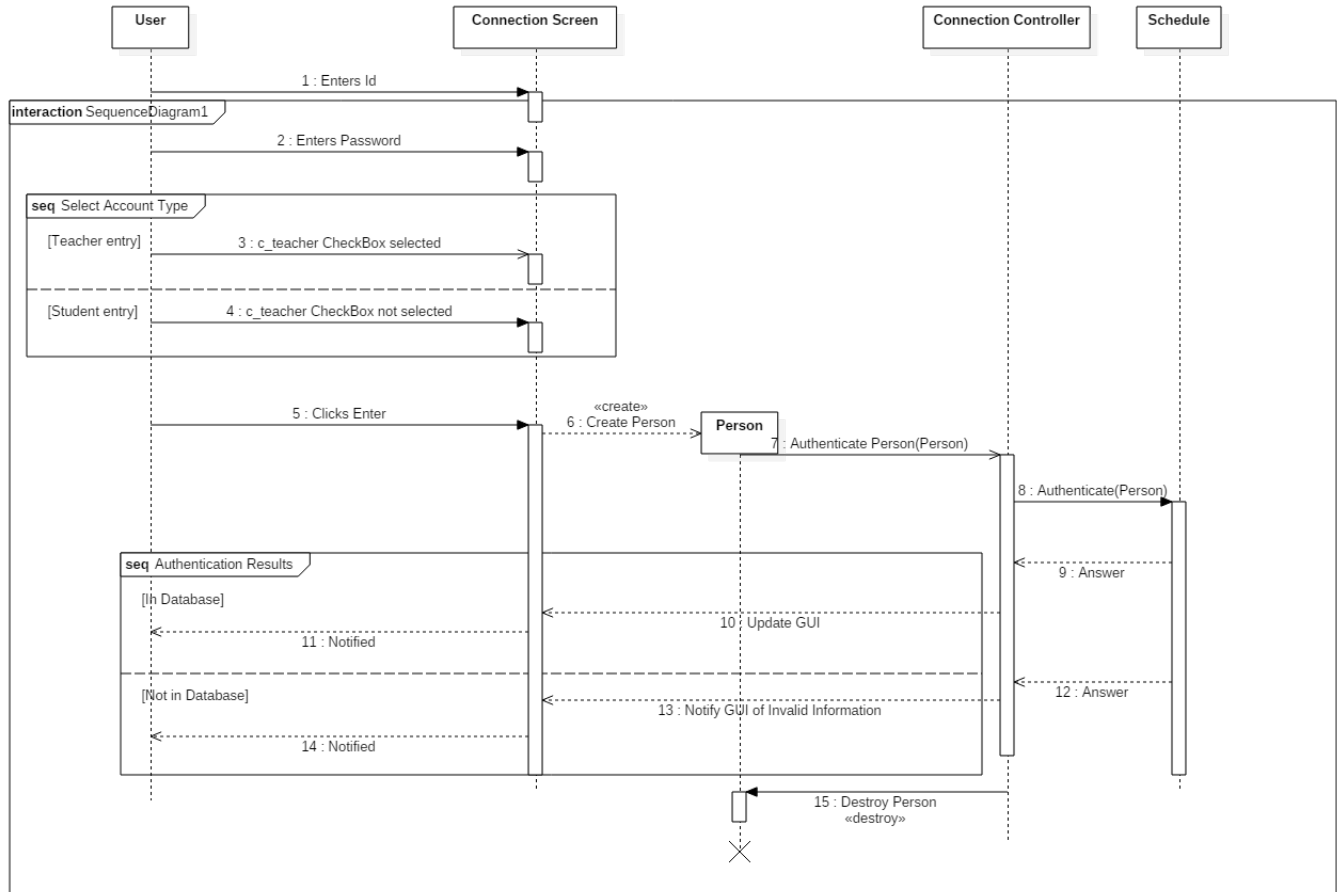 User
Connection Screen
Connection Controller
Schedule
1 : Enters Id
interaction SequenceDiagram1
2 : Enters Password
seq Select Account Type
[Teacher entry]
3 : c_teacher CheckBox selected
[Student entry]
4 : c_teacher CheckBox not selected
5 : Clicks Enter
«create»
6 : Create Person
Person
7 : Authenticate Person(Person)
8 : Authenticate(Person)
seq Authentication Results
9 : Answer
[In Database]
10 : Update GUI
11 : Notified
12 : Answer
[Not in Database]
13 : Notify GUI of Invalid Information
14 : Notified
15 : Destroy Person
«destroy»